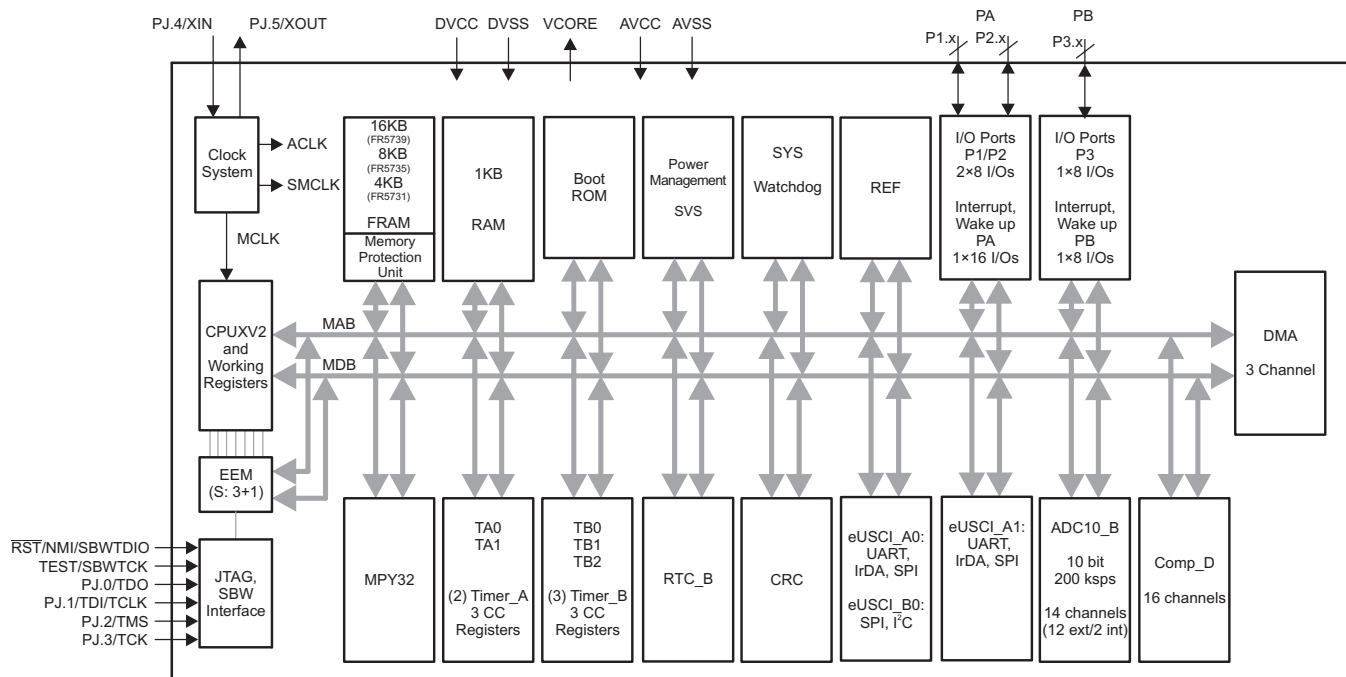 PJ.4/XIN
PJ.5/XOUT
DVCC
DVSS
VCORE
AVCC
AVSS
PA
P1.x
P2.x
PB
P3.x
Clock
System
ACLK
SMCLK
MCLK
16KB
(FR5739)
8KB
(FR5735)
4KB
(FR5731)
FRAM
Memory
Protection
Unit
1KB
RAM
Boot
ROM
Power
Management
SVS
SYS
Watchdog
REF
I/O Ports
P1/P2
2×8 I/Os
Interrupt,
Wake up
PA
1×16 I/Os
I/O Ports
P3
1×8 I/Os
Interrupt,
Wake up
PB
1×8 I/Os
CPUXV2
and
Working
Registers
MAB
MDB
DMA
3 Channel
EEM
(S: 3+1)
RST/NMI/SBWTDIO
TEST/SBWTCK
PJ.0/TDO
PJ.1/TDI/TCLK
PJ.2/TMS
PJ.3/TCK
JTAG,
SBW
Interface
MPY32
TA0
TA1
(2) Timer_A
3 CC
Registers
TB0
TB1
TB2
(3) Timer_B
3 CC
Registers
RTC_B
CRC
eUSCI_A0:
UART,
IrDA, SPI
eUSCI_B0:
SPI, I²C
eUSCI_A1:
UART,
IrDA, SPI
ADC10_B
10 bit
200 ksps
14 channels
(12 ext/2 int)
Comp_D
16 channels